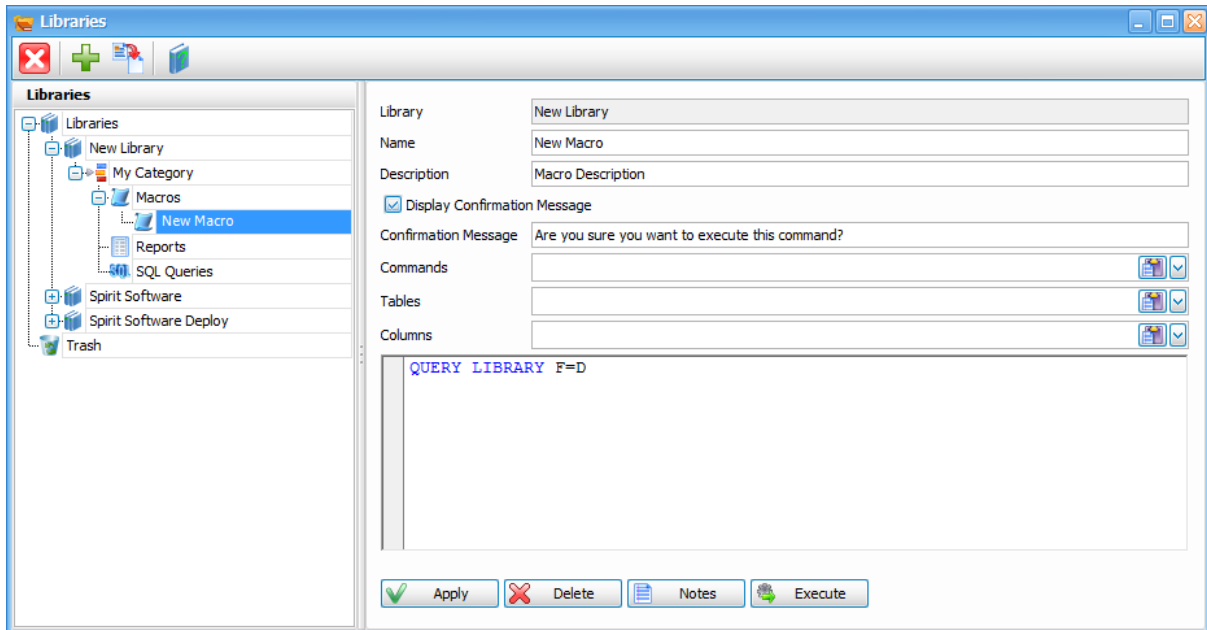 Libraries
Libraries
Libraries
New Library
My Category
Macros
New Macro
Reports
SQL. SQL Queries
Spirit Software
Spirit Software Deploy
Trash
Library New Library
Name New Macro
Description Macro Description
Display Confirmation Message
Confirmation Message Are you sure you want to execute this command?
Commands
Tables
Columns
QUERY LIBRARY F=D
Apply Delete Notes Execute